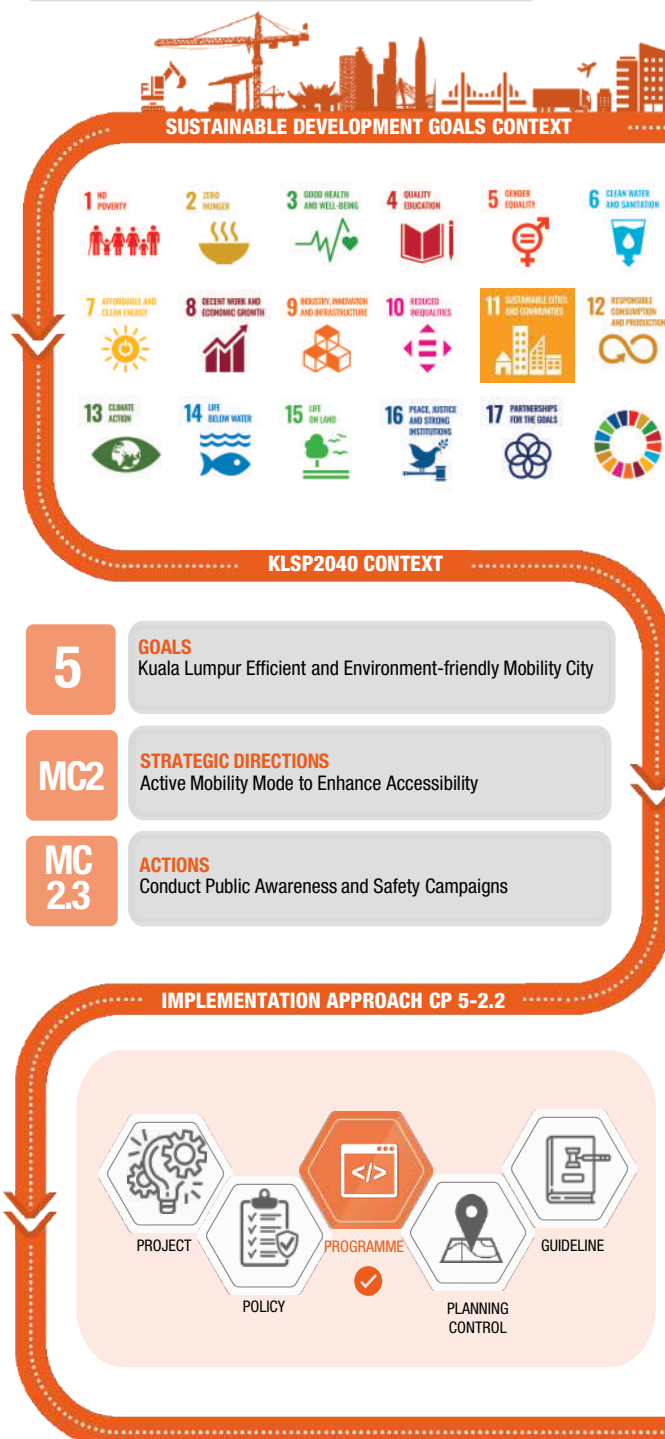 SUSTAINABLE DEVELOPMENT GOALS CONTEXT
1 NO
POVERTY
2 ZERO
HUNGER
3 GOOD HEALTH
AND WELL-BEING
4 QUALITY
EDUCATION
5 GENDER
EQUALITY
6 CLEAN WATER
AND SANITATION
7 AFFORDABLE AND
CLEAN ENERGY
8 DECENT WORK AND
ECONOMIC GROWTH
9 INDUSTRY, INNOVATION
AND INFRASTRUCTURE
10 REDUCED
INEQUALITIES
11 SUSTAINABLE CITIES
AND COMMUNITIES
12 RESPONSIBLE
CONSUMPTION
AND PRODUCTION
13 CLIMATE
ACTION
14 LIFE
BELOW WATER
15 LIFE
ON LAND
16 PEACE, JUSTICE
AND STRONG
INSTITUTIONS
17 PARTNERSHIPS
FOR THE GOALS
KLSP2040 CONTEXT
5
GOALS
Kuala Lumpur Efficient and Environment-friendly Mobility City
MC2
STRATEGIC DIRECTIONS
Active Mobility Mode to Enhance Accessibility
MC
2.3
ACTIONS
Conduct Public Awareness and Safety Campaigns
IMPLEMENTATION APPROACH CP 5-2.2
</>
PROJECT
POLICY
PROGRAMME
PLANNING
CONTROL
GUIDELINE